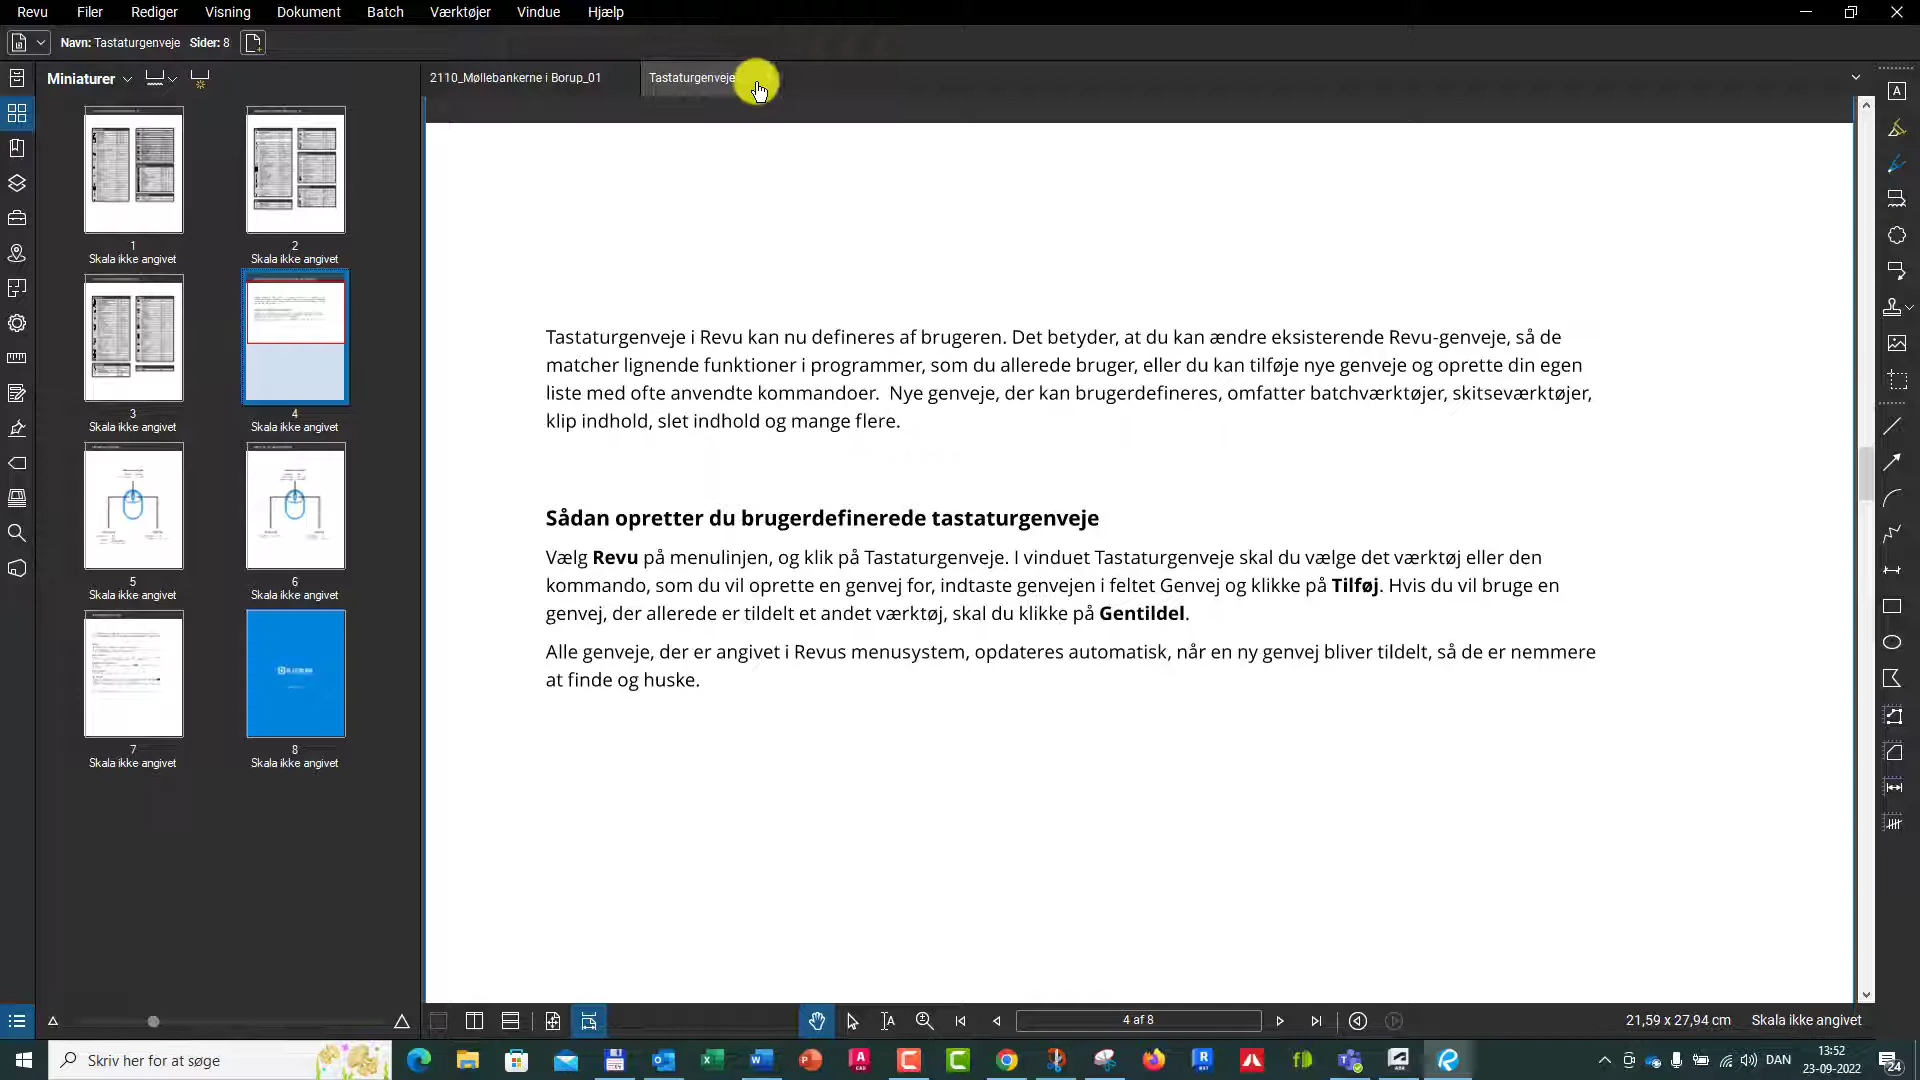 Revu Filer Rediger Visning Dokument Batch Værktøjer Vindue Hjælp
Navn: Tastaturgenveje Sider: 8
Miniaturer
2110_Møllebankerne i Borup_01 Tastaturgenveje
1 2
Skala ikke angivet Skala ikke angivet
3 4
Skala ikke angivet Skala ikke angivet
5 6
Skala ikke angivet Skala ikke angivet
7 8
Skala ikke angivet Skala ikke angivet
Tastaturgenveje i Revu kan nu defineres af brugeren. Det betyder, at du kan ændre eksisterende Revu-genveje, så de
matcher lignende funktioner i programmer, som du allerede bruger, eller du kan tilføje nye genveje og oprette din egen
liste med ofte anvendte kommandoer. Nye genveje, der kan brugerdefineres, omfatter batchværktøjer, skitseværktøjer,
klip indhold, slet indhold og mange flere.
Sådan opretter du brugerdefinerede tastaturgenveje
Vælg Revu på menulinjen, og klik på Tastaturgenveje. I vinduet Tastaturgenveje skal du vælge det værktøj eller den
kommando, som du vil oprette en genvej for, indtaste genvejen i feltet Genvej og klikke på Tilføj. Hvis du vil bruge en
genvej, der allerede er tildelt et andet værktøj, skal du klikke på Gentildel.
Alle genveje, der er angivet i Revus menusystem, opdateres automatisk, når en ny genvej bliver tildelt, så de er nemmere
at finde og huske.
4 af 8
21,59 x 27,94 cm Skala ikke angivet
Skriv her for at søge
DAN
13:52
23-09-2022
24